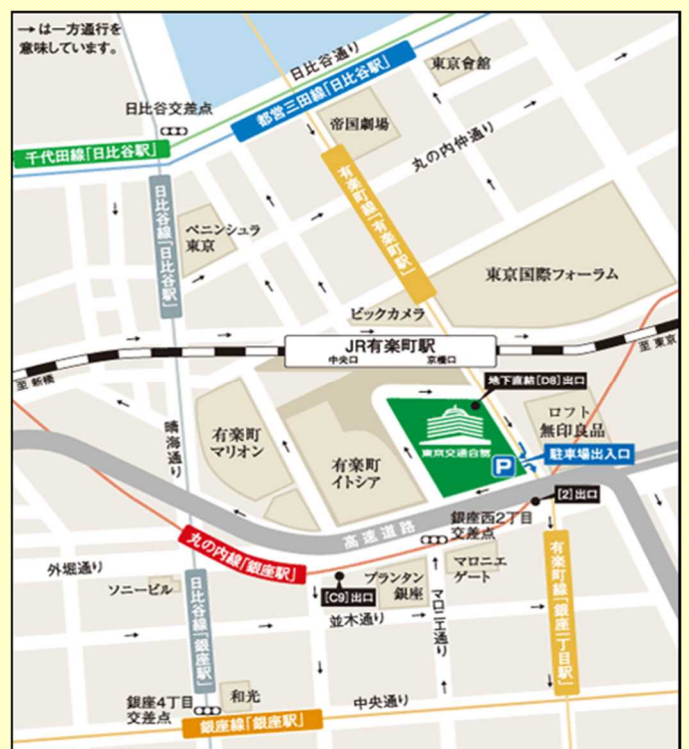 →は一方通行を
意味しています。
日比谷通り
東京會館
都営三田線「日比谷駅」
日比谷交差点
帝国劇場
千代田線「日比谷駅」
丸の内仲通り
有楽町線「有楽町駅」
日比谷線「日比谷駅」
ペニンシュラ
東京
東京国際フォーラム
ビックカメラ
JR有楽町駅
中央口
京橋口
至 東京
至 新橋
地下直結[D8]出口
ロフト
無印良品
東京交通会館
P
駐車場出入口
晴海通り
有楽町
マリオン
有楽町
イトシア
[2]出口
高速道路
銀座西2丁目
交差点
丸の内線「銀座駅」
外堀通り
マロニエ
ゲート
有楽町線「銀座一丁目駅」
ソニービル
日比谷線「銀座駅」
[C9]出口
プランタン
銀座
マロニエ通り
並木通り
和光
銀座4丁目
交差点
中央通り
銀座線「銀座駅」